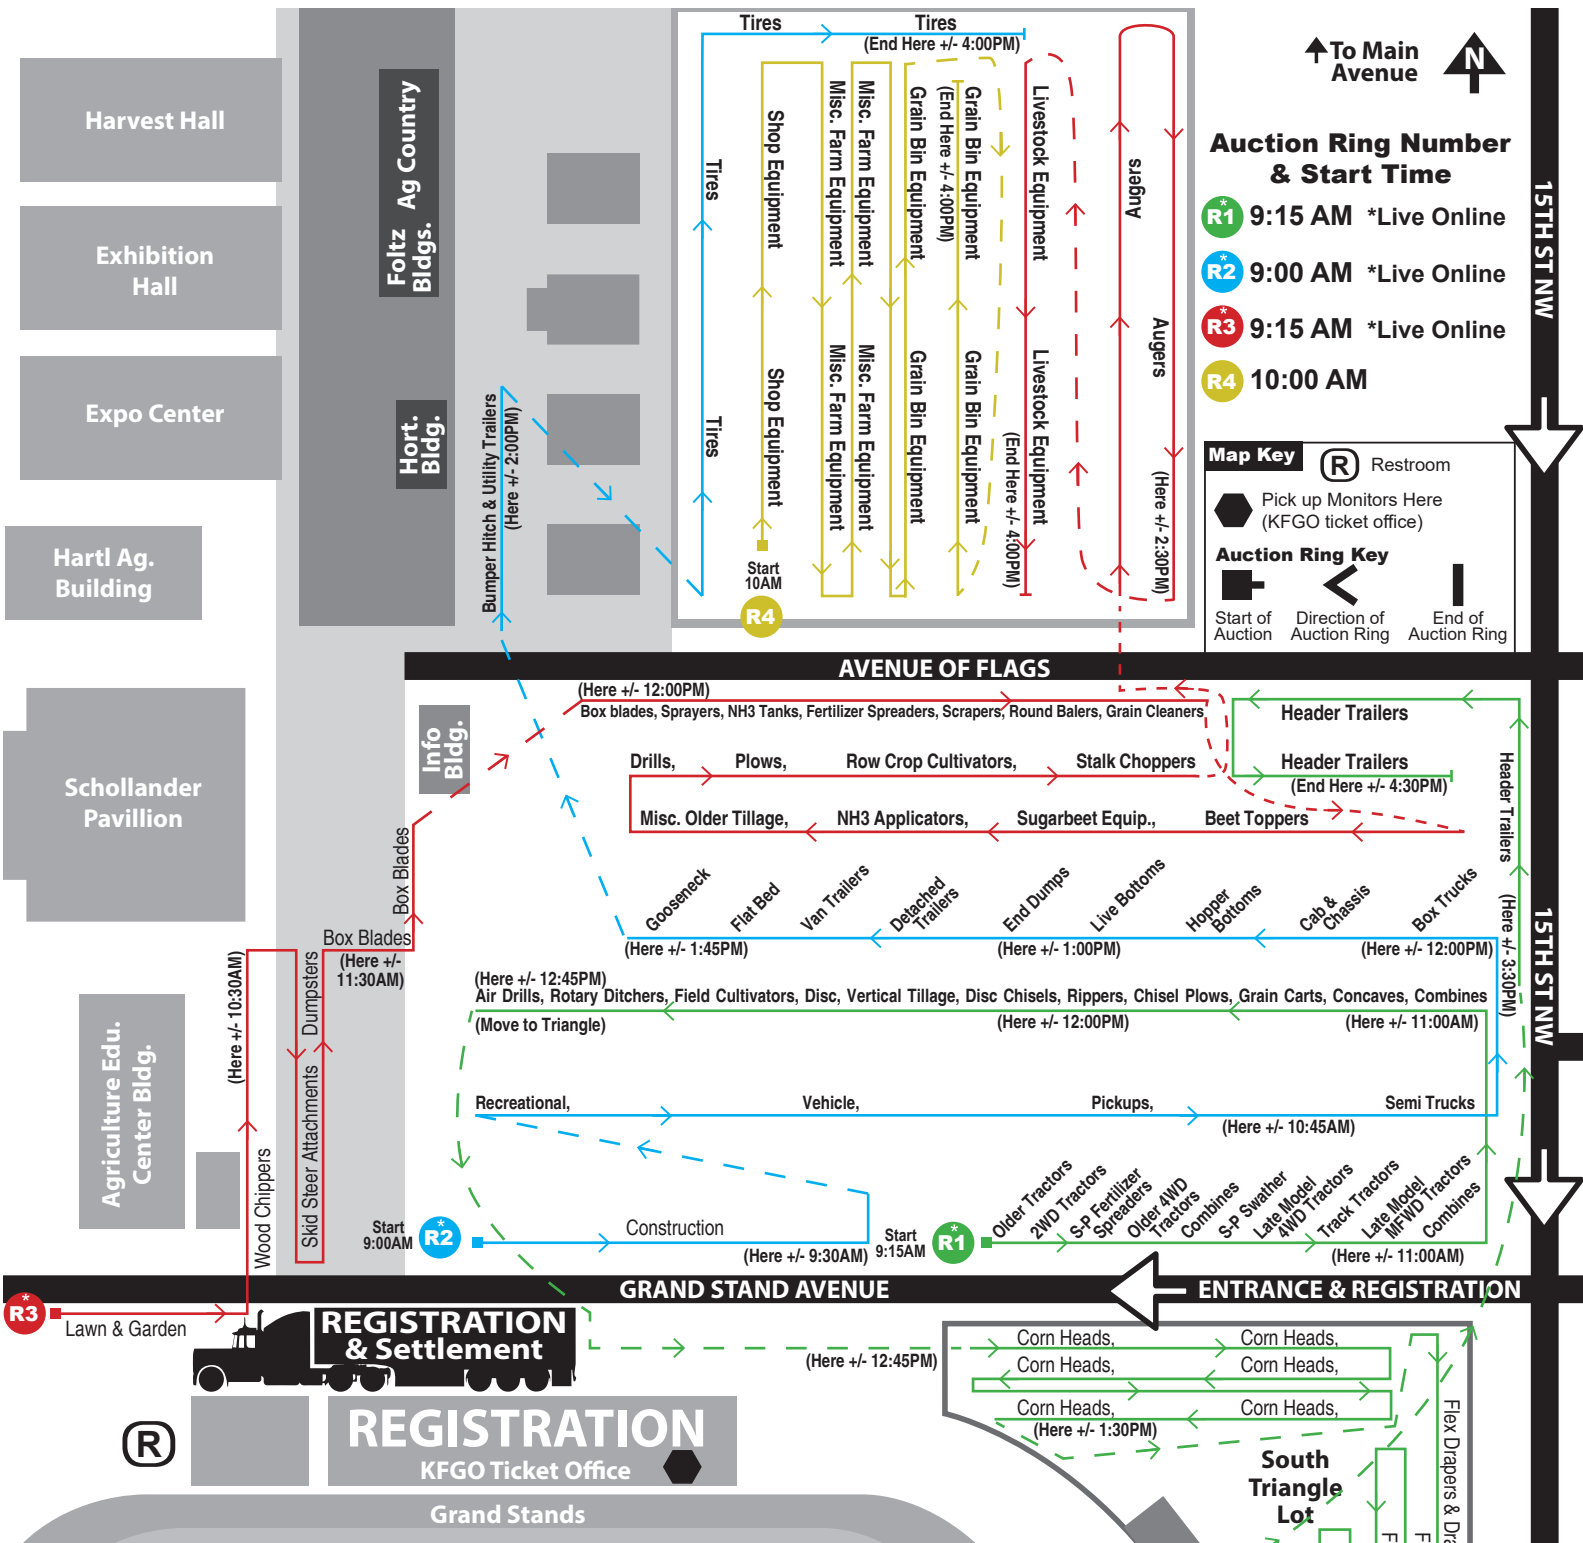 Harvest Hall
Exhibition
Hall
Expo Center
Hartl Ag.
Building
Schollander
Pavillion
Agriculture Edu.
Center Bldg.
Ag Country
Foltz
Bldgs.
Hort.
Bldg.
Info
Bldg.
Tires
Tires
(End Here +/- 4:00PM)
Tires
Tires
Shop Equipment
Shop Equipment
Misc. Farm Equipment
Misc. Farm Equipment
Misc. Farm Equipment
Misc. Farm Equipment
Grain Bin Equipment
Grain Bin Equipment
Grain Bin Equipment
(End Here +/- 4:00PM)
Grain Bin Equipment
Livestock Equipment
Livestock Equipment
(End Here +/- 4:00PM)
Augers
Augers
(Here +/- 2:30PM)
Start
10AM
R4
Bumper Hitch & Utility Trailers
(Here +/- 2:00PM)
To Main
Avenue
N
Auction Ring Number
& Start Time
R1* 9:15 AM *Live Online
R2* 9:00 AM *Live Online
R3* 9:15 AM *Live Online
R4 10:00 AM
15TH ST NW
Map Key
R Restroom
Pick up Monitors Here
(KFGO ticket office)
Auction Ring Key
Start of
Auction
Direction of
Auction Ring
End of
Auction Ring
AVENUE OF FLAGS
(Here +/- 12:00PM)
Box blades, Sprayers, NH3 Tanks, Fertilizer Spreaders, Scrapers, Round Balers, Grain Cleaners
Header Trailers
Header Trailers
(End Here +/- 4:30PM)
Header Trailers
(Here +/- 3:30PM)
15TH ST NW
Drills, Plows, Row Crop Cultivators, Stalk Choppers
Misc. Older Tillage, NH3 Applicators, Sugarbeet Equip., Beet Toppers
Gooseneck
Flat Bed
Van Trailers
Detached
Trailers
End Dumps
Live Bottoms
Hopper
Bottoms
Cab &
Chassis
Box Trucks
(Here +/- 1:45PM) (Here +/- 1:00PM) (Here +/- 12:00PM)
(Here +/- 12:45PM)
Air Drills, Rotary Ditchers, Field Cultivators, Disc, Vertical Tillage, Disc Chisels, Rippers, Chisel Plows, Grain Carts, Concaves, Combines
(Move to Triangle) (Here +/- 12:00PM) (Here +/- 11:00AM)
Recreational, Vehicle, Pickups, Semi Trucks
(Here +/- 10:45AM)
Box Blades
Box Blades
(Here +/-
11:30AM)
Dumpsters
Skid Steer Attachments
(Here +/- 10:30AM)
Wood Chippers
Start
9:00AM
R2*
Construction
(Here +/- 9:30AM)
Start
9:15AM
R1*
Older Tractors
2WD Tractors
S-P Fertilizer
Spreaders
Older 4WD
Tractors
Combines
S-P Swather
Late Model
4WD Tractors
Track Tractors
Late Model
MFWD Tractors
Combines
(Here +/- 11:00AM)
GRAND STAND AVENUE
ENTRANCE & REGISTRATION
R3*
Lawn & Garden
REGISTRATION
& Settlement
(Here +/- 12:45PM)
Corn Heads, Corn Heads,
Corn Heads, Corn Heads,
Corn Heads, Corn Heads,
(Here +/- 1:30PM)
South
Triangle
Lot
Flex Drapers & Dra
F
F
R
REGISTRATION
KFGO Ticket Office
Grand Stands